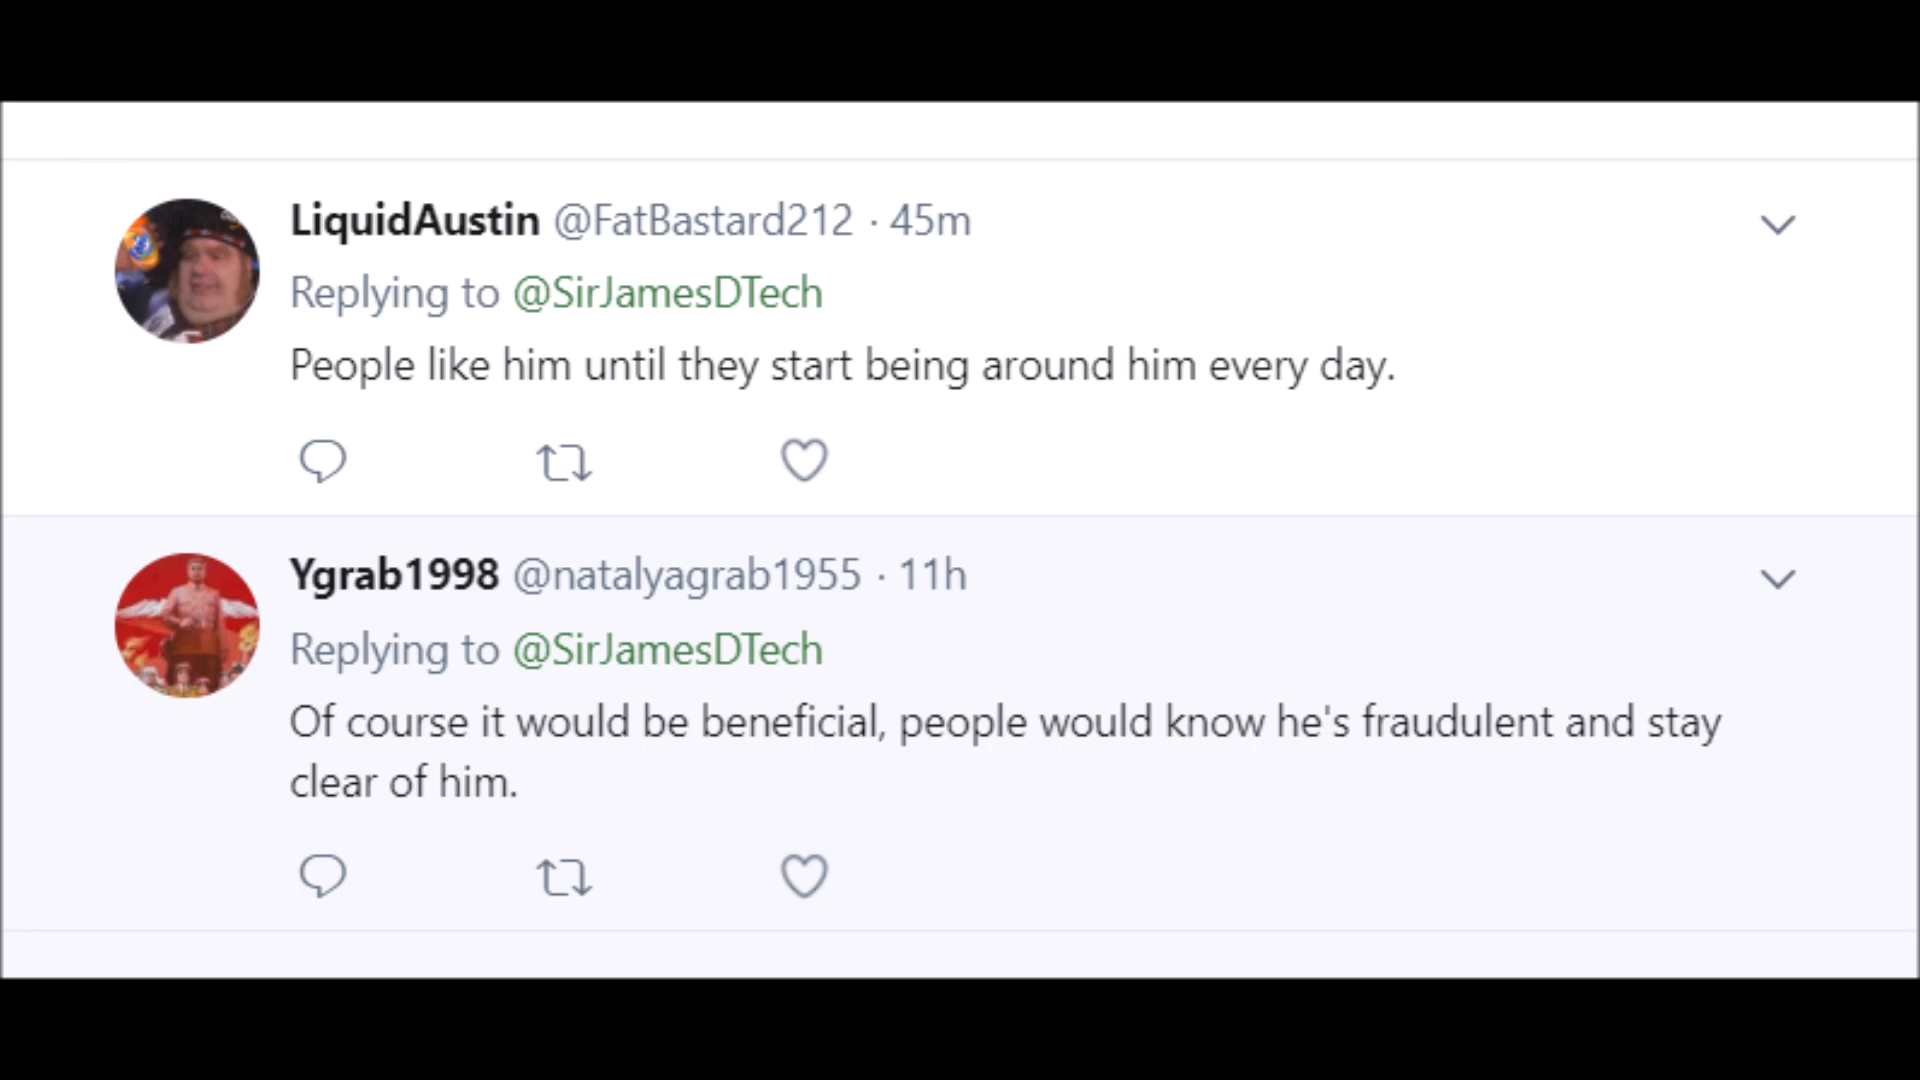 LiquidAustin @FatBastard212 · 45m
Replying to @SirJamesDTech
People like him until they start being around him every day.
Ygrab1998 @natalyagrab1955 · 11h
Replying to @SirJamesDTech
Of course it would be beneficial, people would know he's fraudulent and stay
clear of him.